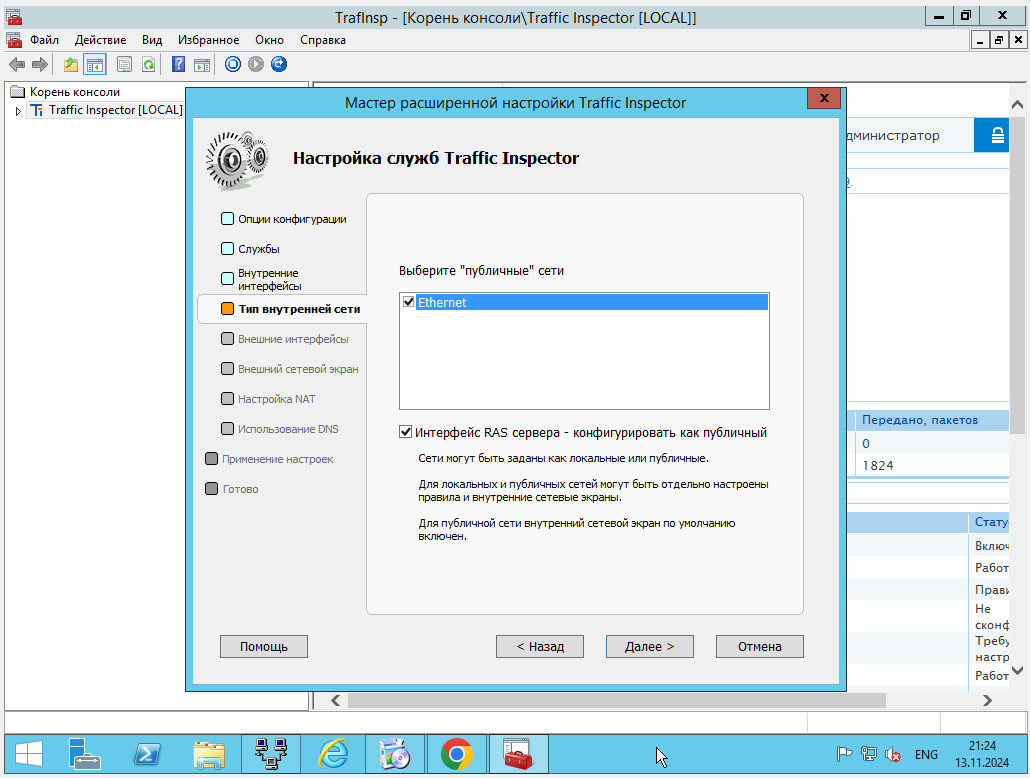 TrafInsp - [Корень консоли\Traffic Inspector [LOCAL]]
Файл Действие Вид Избранное Окно Справка
Корень консоли
Traffic Inspector [LOCAL]
Мастер расширенной настройки Traffic Inspector
Настройка служб Traffic Inspector
Опции конфигурации
Службы
Внутренние
интерфейсы
Тип внутренней сети
Внешние интерфейсы
Внешний сетевой экран
Настройка NAT
Использование DNS
Применение настроек
Готово
Выберите "публичные" сети
Ethernet
Интерфейс RAS сервера - конфигурировать как публичный
Сети могут быть заданы как локальные или публичные.
Для локальных и публичных сетей могут быть отдельно настроены
правила и внутренние сетевые экраны.
Для публичной сети внутренний сетевой экран по умолчанию
включен.
Помощь
< Назад
Далее >
Отмена
дминистратор
Передано, пакетов
0
1824
Стату
Включ
Работ
Прави
Не
сконф
Требу
настр
Работ
ENG
21:24
13.11.2024